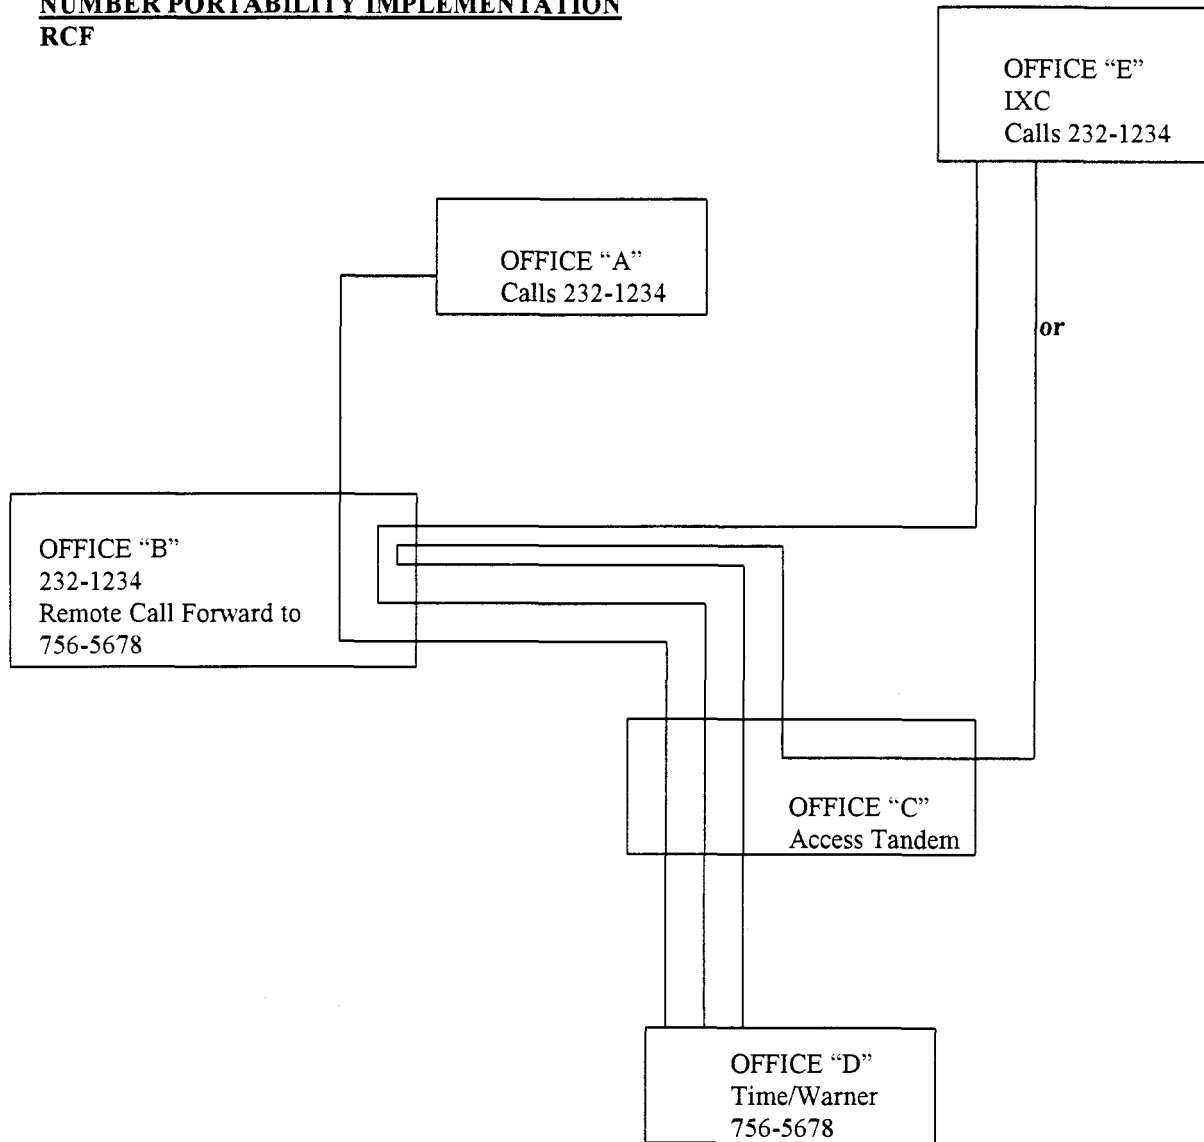 NUMBER PORTABILITY IMPLEMENTATION
RCF
OFFICE “E”
IXC
Calls 232-1234
OFFICE “A”
Calls 232-1234
or
OFFICE “B”
232-1234
Remote Call Forward to
756-5678
OFFICE “C”
Access Tandem
OFFICE “D”
Time/Warner
756-5678